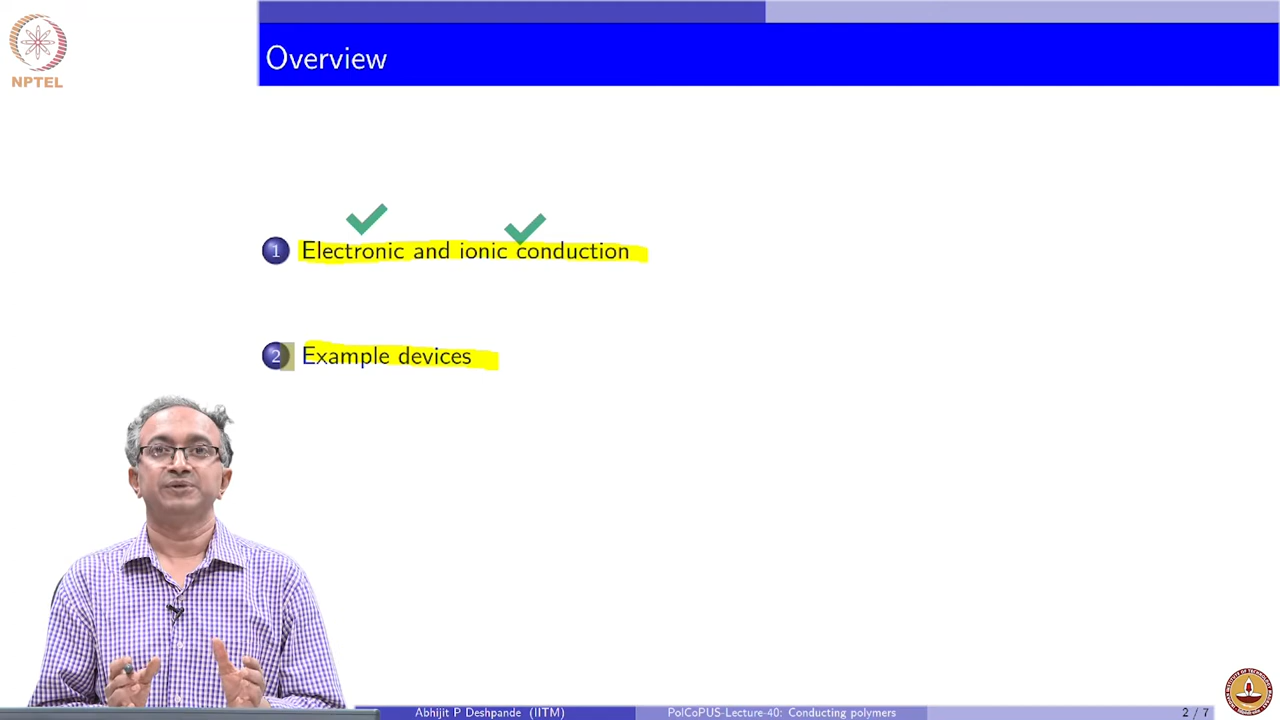 NPTEL
Overview
1 Electronic and ionic conduction
2 Example devices
Abhijit P Deshpande (IITM) PolCoPUS-Lecture-40: Conducting polymers 2 / 7